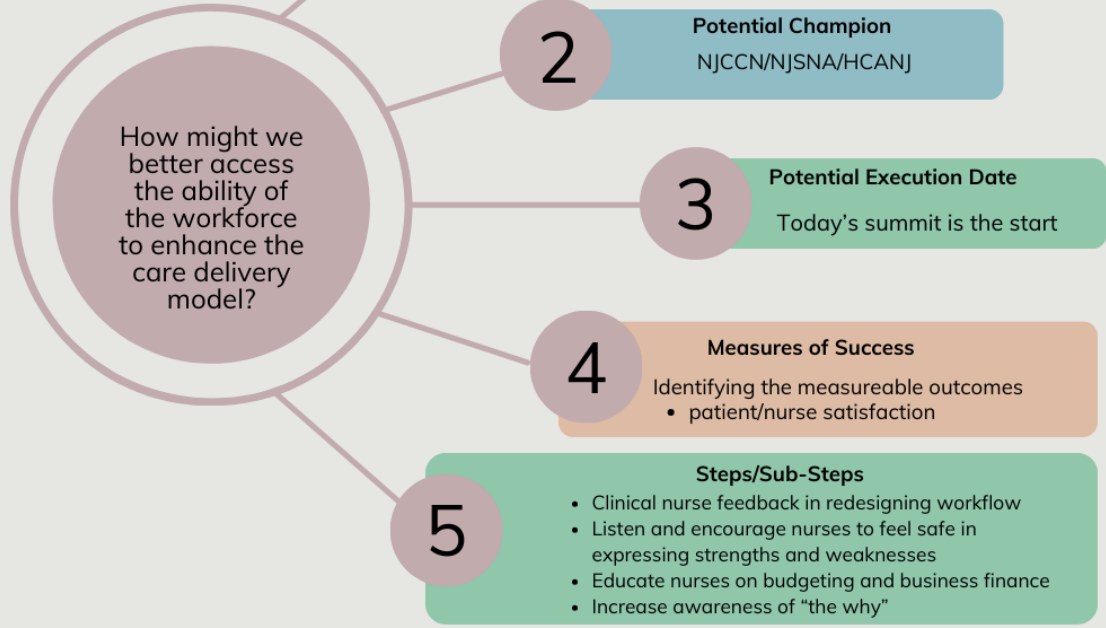 How might we
better access
the ability of
the workforce
to enhance the
care delivery
model?
2
Potential Champion
NJCCN/NJSNA/HCANJ
3
Potential Execution Date
Today’s summit is the start
4
Measures of Success
Identifying the measureable outcomes
• patient/nurse satisfaction
5
Steps/Sub-Steps
• Clinical nurse feedback in redesigning workflow
• Listen and encourage nurses to feel safe in
expressing strengths and weaknesses
• Educate nurses on budgeting and business finance
• Increase awareness of “the why”